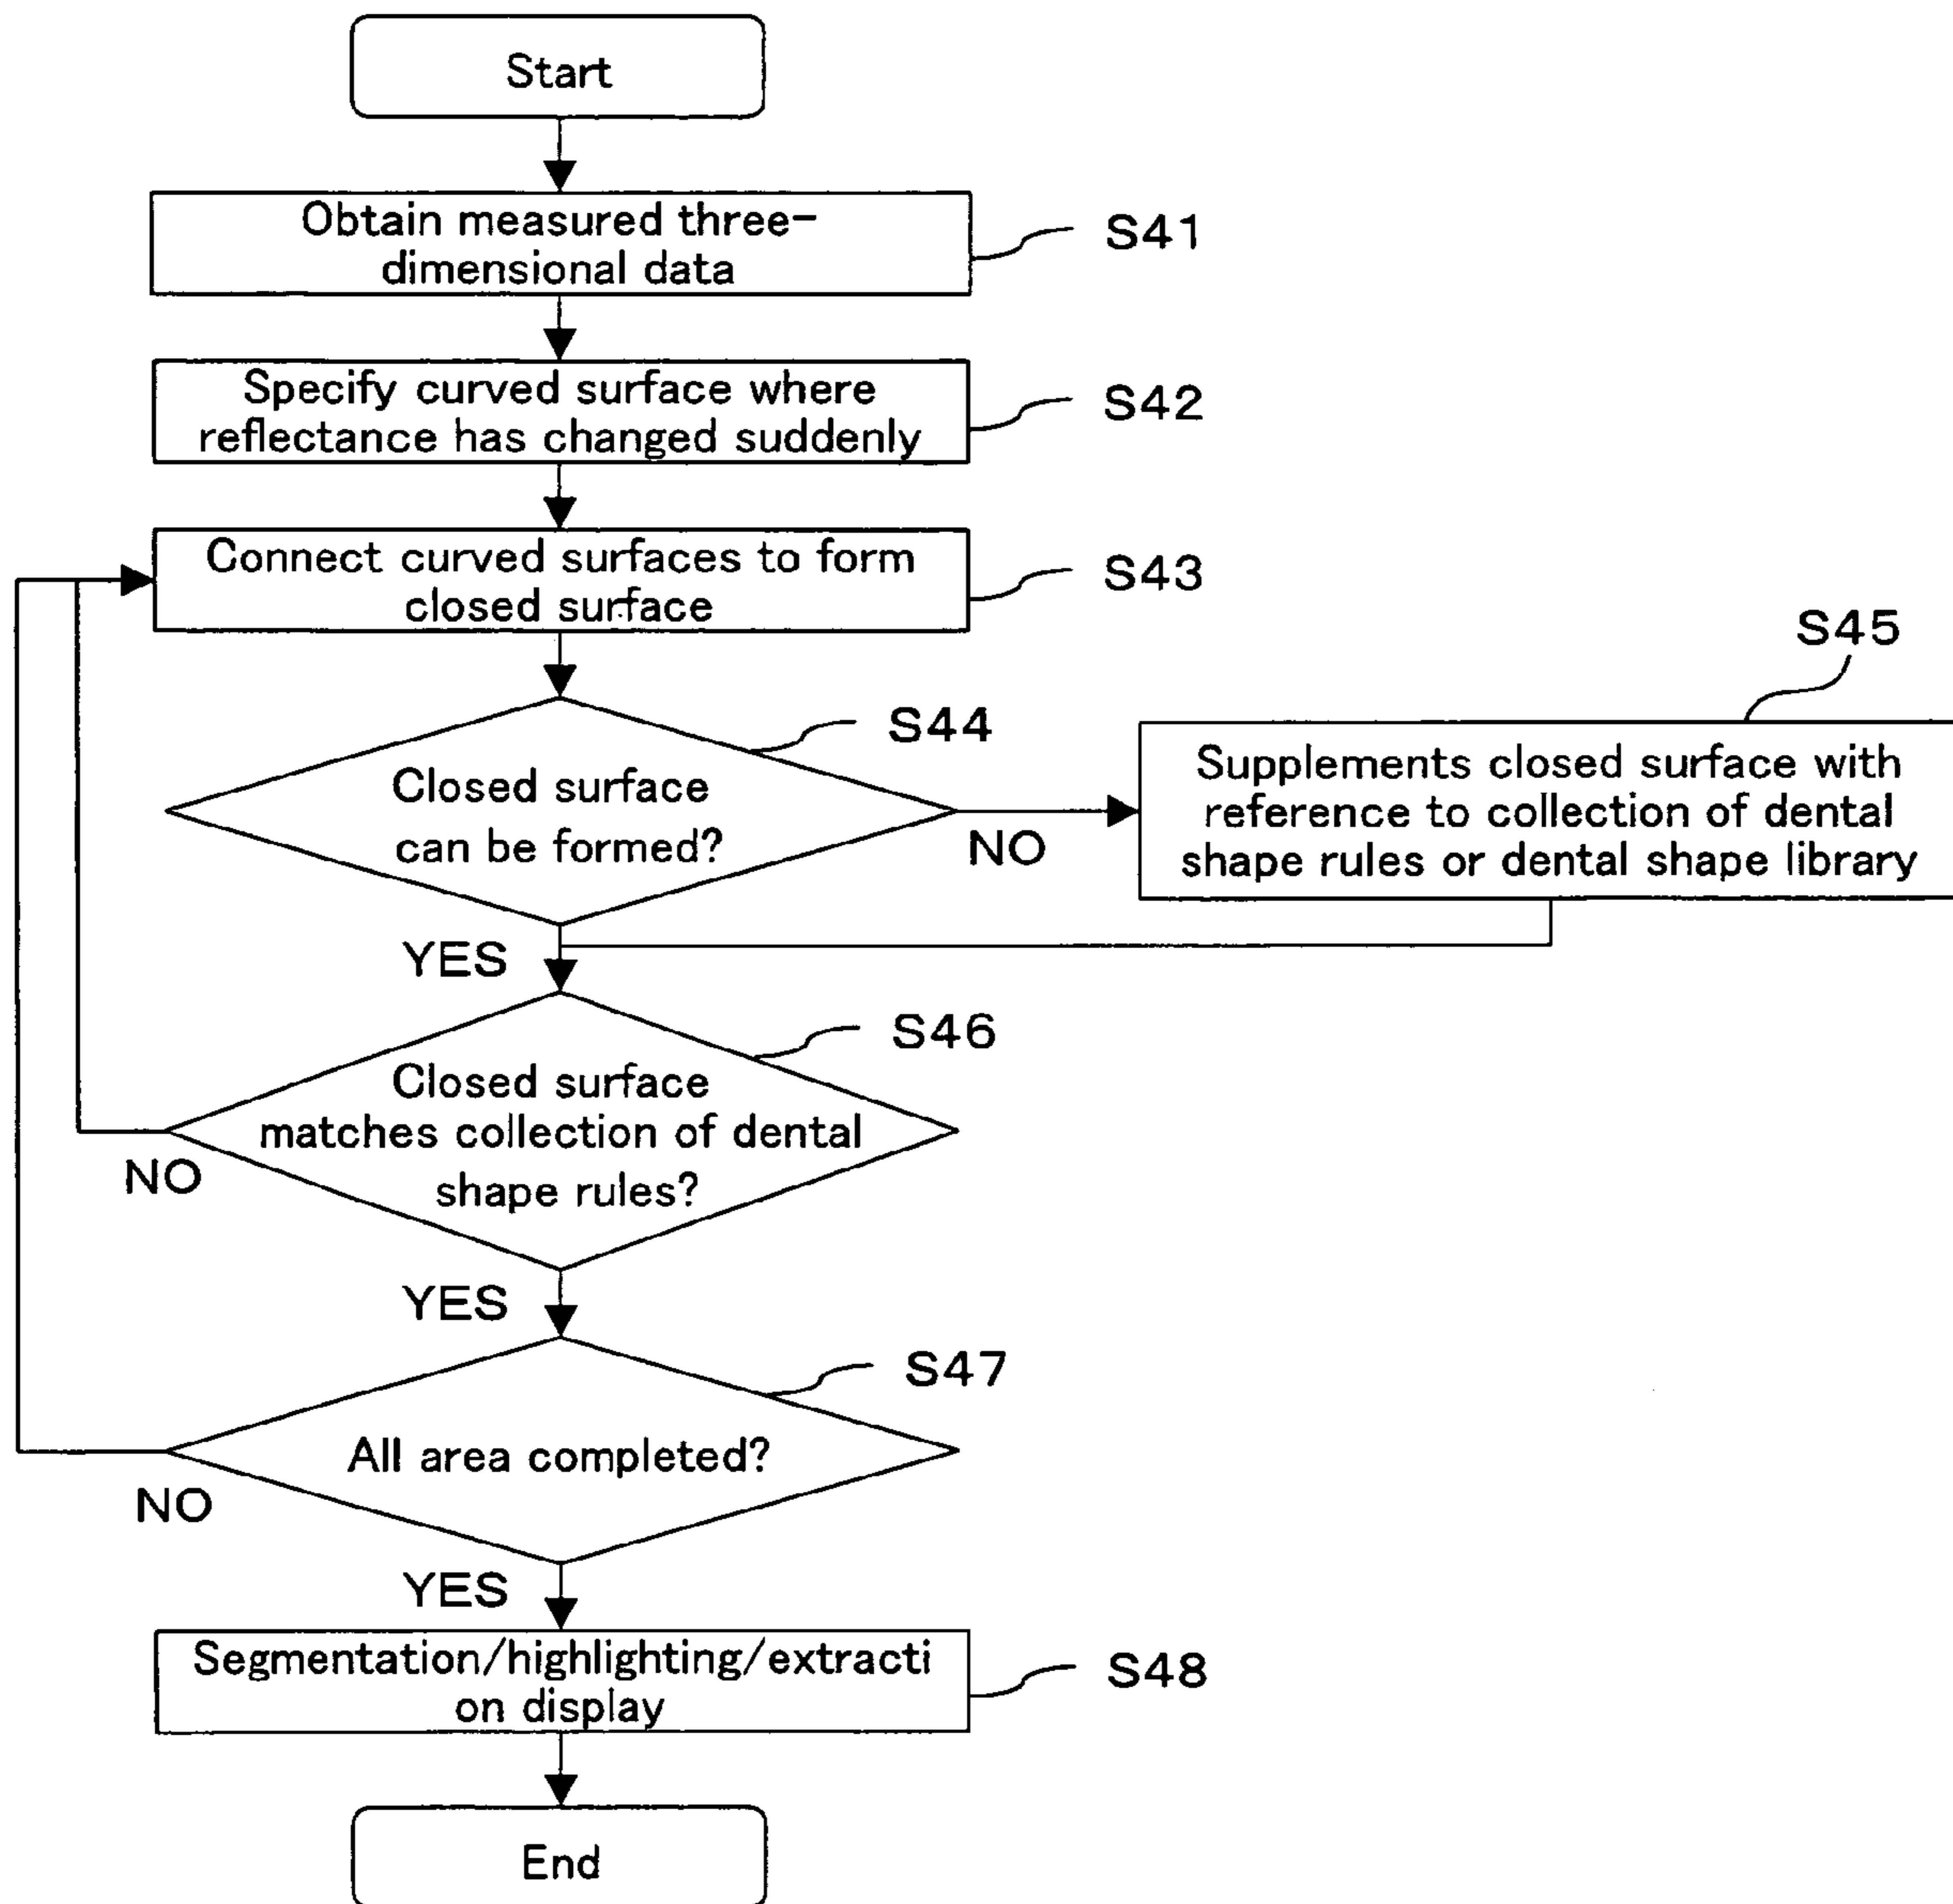 Start
Obtain measured three-
dimensional data
S41
Specify curved surface where
reflectance has changed suddenly
S42
Connect curved surfaces to form
closed surface
S43
S45
S44
Closed surface
can be formed?
NO
Supplements closed surface with
reference to collection of dental
shape rules or dental shape library
YES
S46
Closed surface
matches collection of dental
shape rules?
NO
YES
S47
All area completed?
NO
YES
Segmentation/highlighting/extracti
on display
S48
End